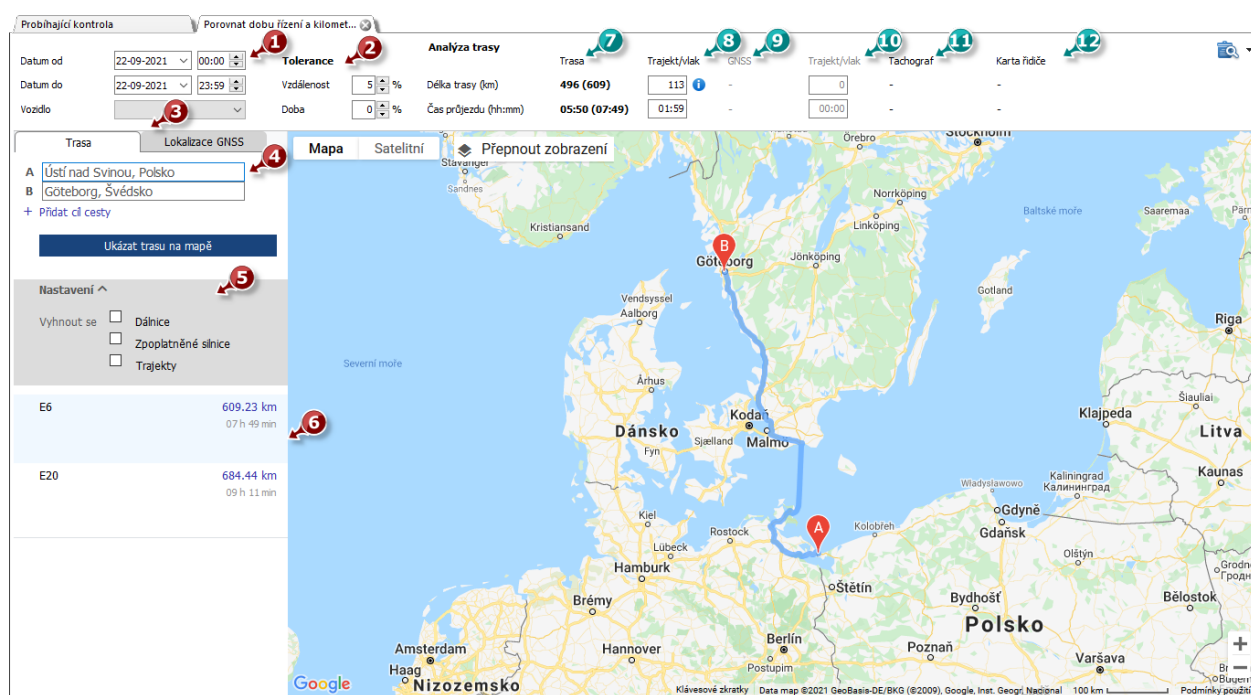 Probíhající kontrola
Porovnat dobu řízení a kilomet...
Datum od 22-09-2021 00:00 1
Datum do 22-09-2021 23:59
Vozidlo 3
Tolerance 2
Vzdálenost 5 %
Doba 0 %
Analýza trasy
7 8 9 10 11 12
Trasa Trajekt/vlak GNSS Trajekt/vlak Tachograf Karta řidiče
Délka trasy (km) 496 (609) 113 - 0 - -
Čas průjezdu (hh:mm) 05:50 (07:49) 01:59 - 00:00 - -
Trasa Lokalizace GNSS
4
A Ústí nad Svinou, Polsko
B Göteborg, Švédsko
+ Přidat cíl cesty
Ukázat trasu na mapě
5
Nastavení
Vyhnout se Dálnice
Zpoplatněné silnice
Trajekty
E6 609.23 km
07 h 49 min
6
E20 684.44 km
09 h 11 min
Mapa Satelitní Přepnout zobrazení
Örebro
Stockholm
Stavanger
Sandnes
Norrköping
Linköping
Kristiansand
Baltské moře
Saaremaa
B
Göteborg
Jönköping
Gotland
Vendsyssel
Aalborg
Riga
Severní moře
Århus
Šiauliai
Klajpeda
Kodaň
Dánsko
Sjælland
Malmo
Litva
Fyn
Kaunas
Kaliningrad
Калининград
Władysławowo
Gdyně
Kiel
A
Kolobřeh
Gdaňsk
Rostock
Lübeck
Olštýn
Hamburk
Grodno
Štětín
Brémy
Bydhošť
Bělostok
Polsko
Amsterdam
Hannover
Berlín
Poznaň
Postupim
Varšava
Haag
Nizozemsko
Google
Klávesové zkratky Data map ©2021 GeoBasis-DE/BKG (©2009), Google, Inst. Geogr. Nacional 100 km Podmínky použití